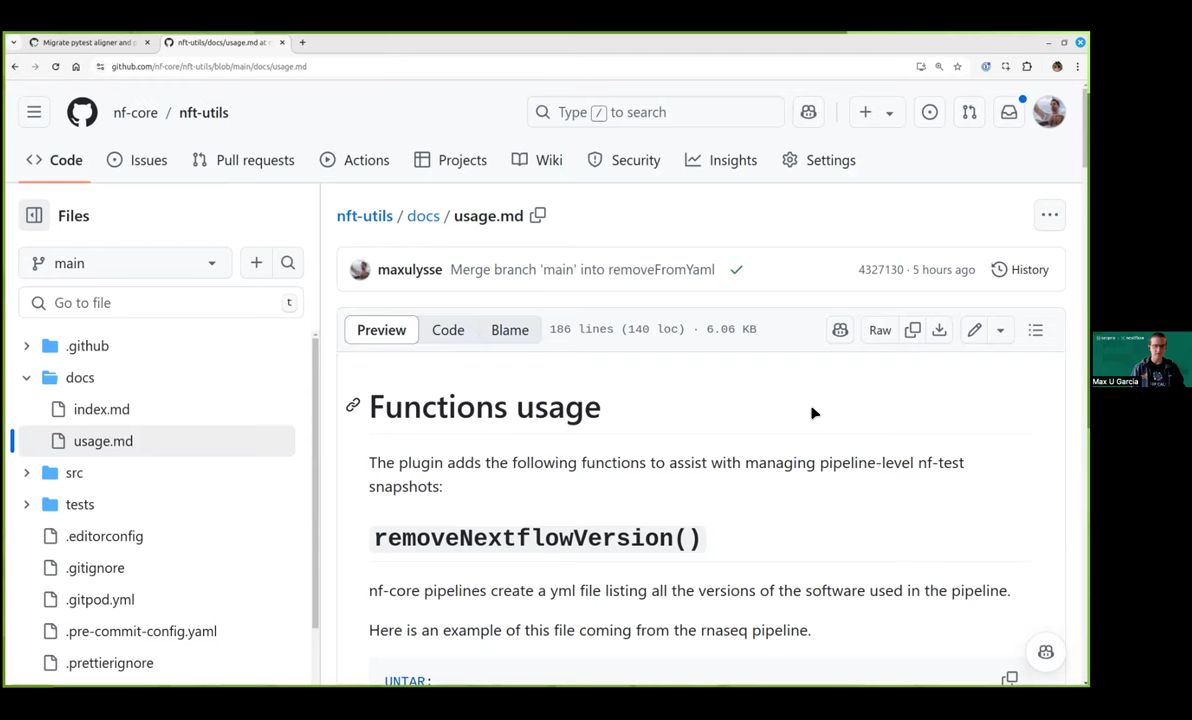 Migrate pytest aligner and p
nft-utils/docs/usage.md at
github.com/nf-core/nft-utils/blob/main/docs/usage.md
nf-core / nft-utils
Type / to search
Code
Issues
Pull requests
Actions
Projects
Wiki
Security
Insights
Settings
Files
main
Go to file
t
.github
docs
index.md
usage.md
src
tests
.editorconfig
.gitignore
.gitpod.yml
.pre-commit-config.yaml
.prettierignore
nft-utils / docs / usage.md
maxulysse Merge branch 'main' into removeFromYaml
4327130 · 5 hours ago
History
Preview
Code
Blame
186 lines (140 loc) · 6.06 KB
Raw
Functions usage
The plugin adds the following functions to assist with managing pipeline-level nf-test
snapshots:
removeNextflowVersion()
nf-core pipelines create a yml file listing all the versions of the software used in the pipeline.
Here is an example of this file coming from the rnaseq pipeline.
UNTAR:
Max U Garcia